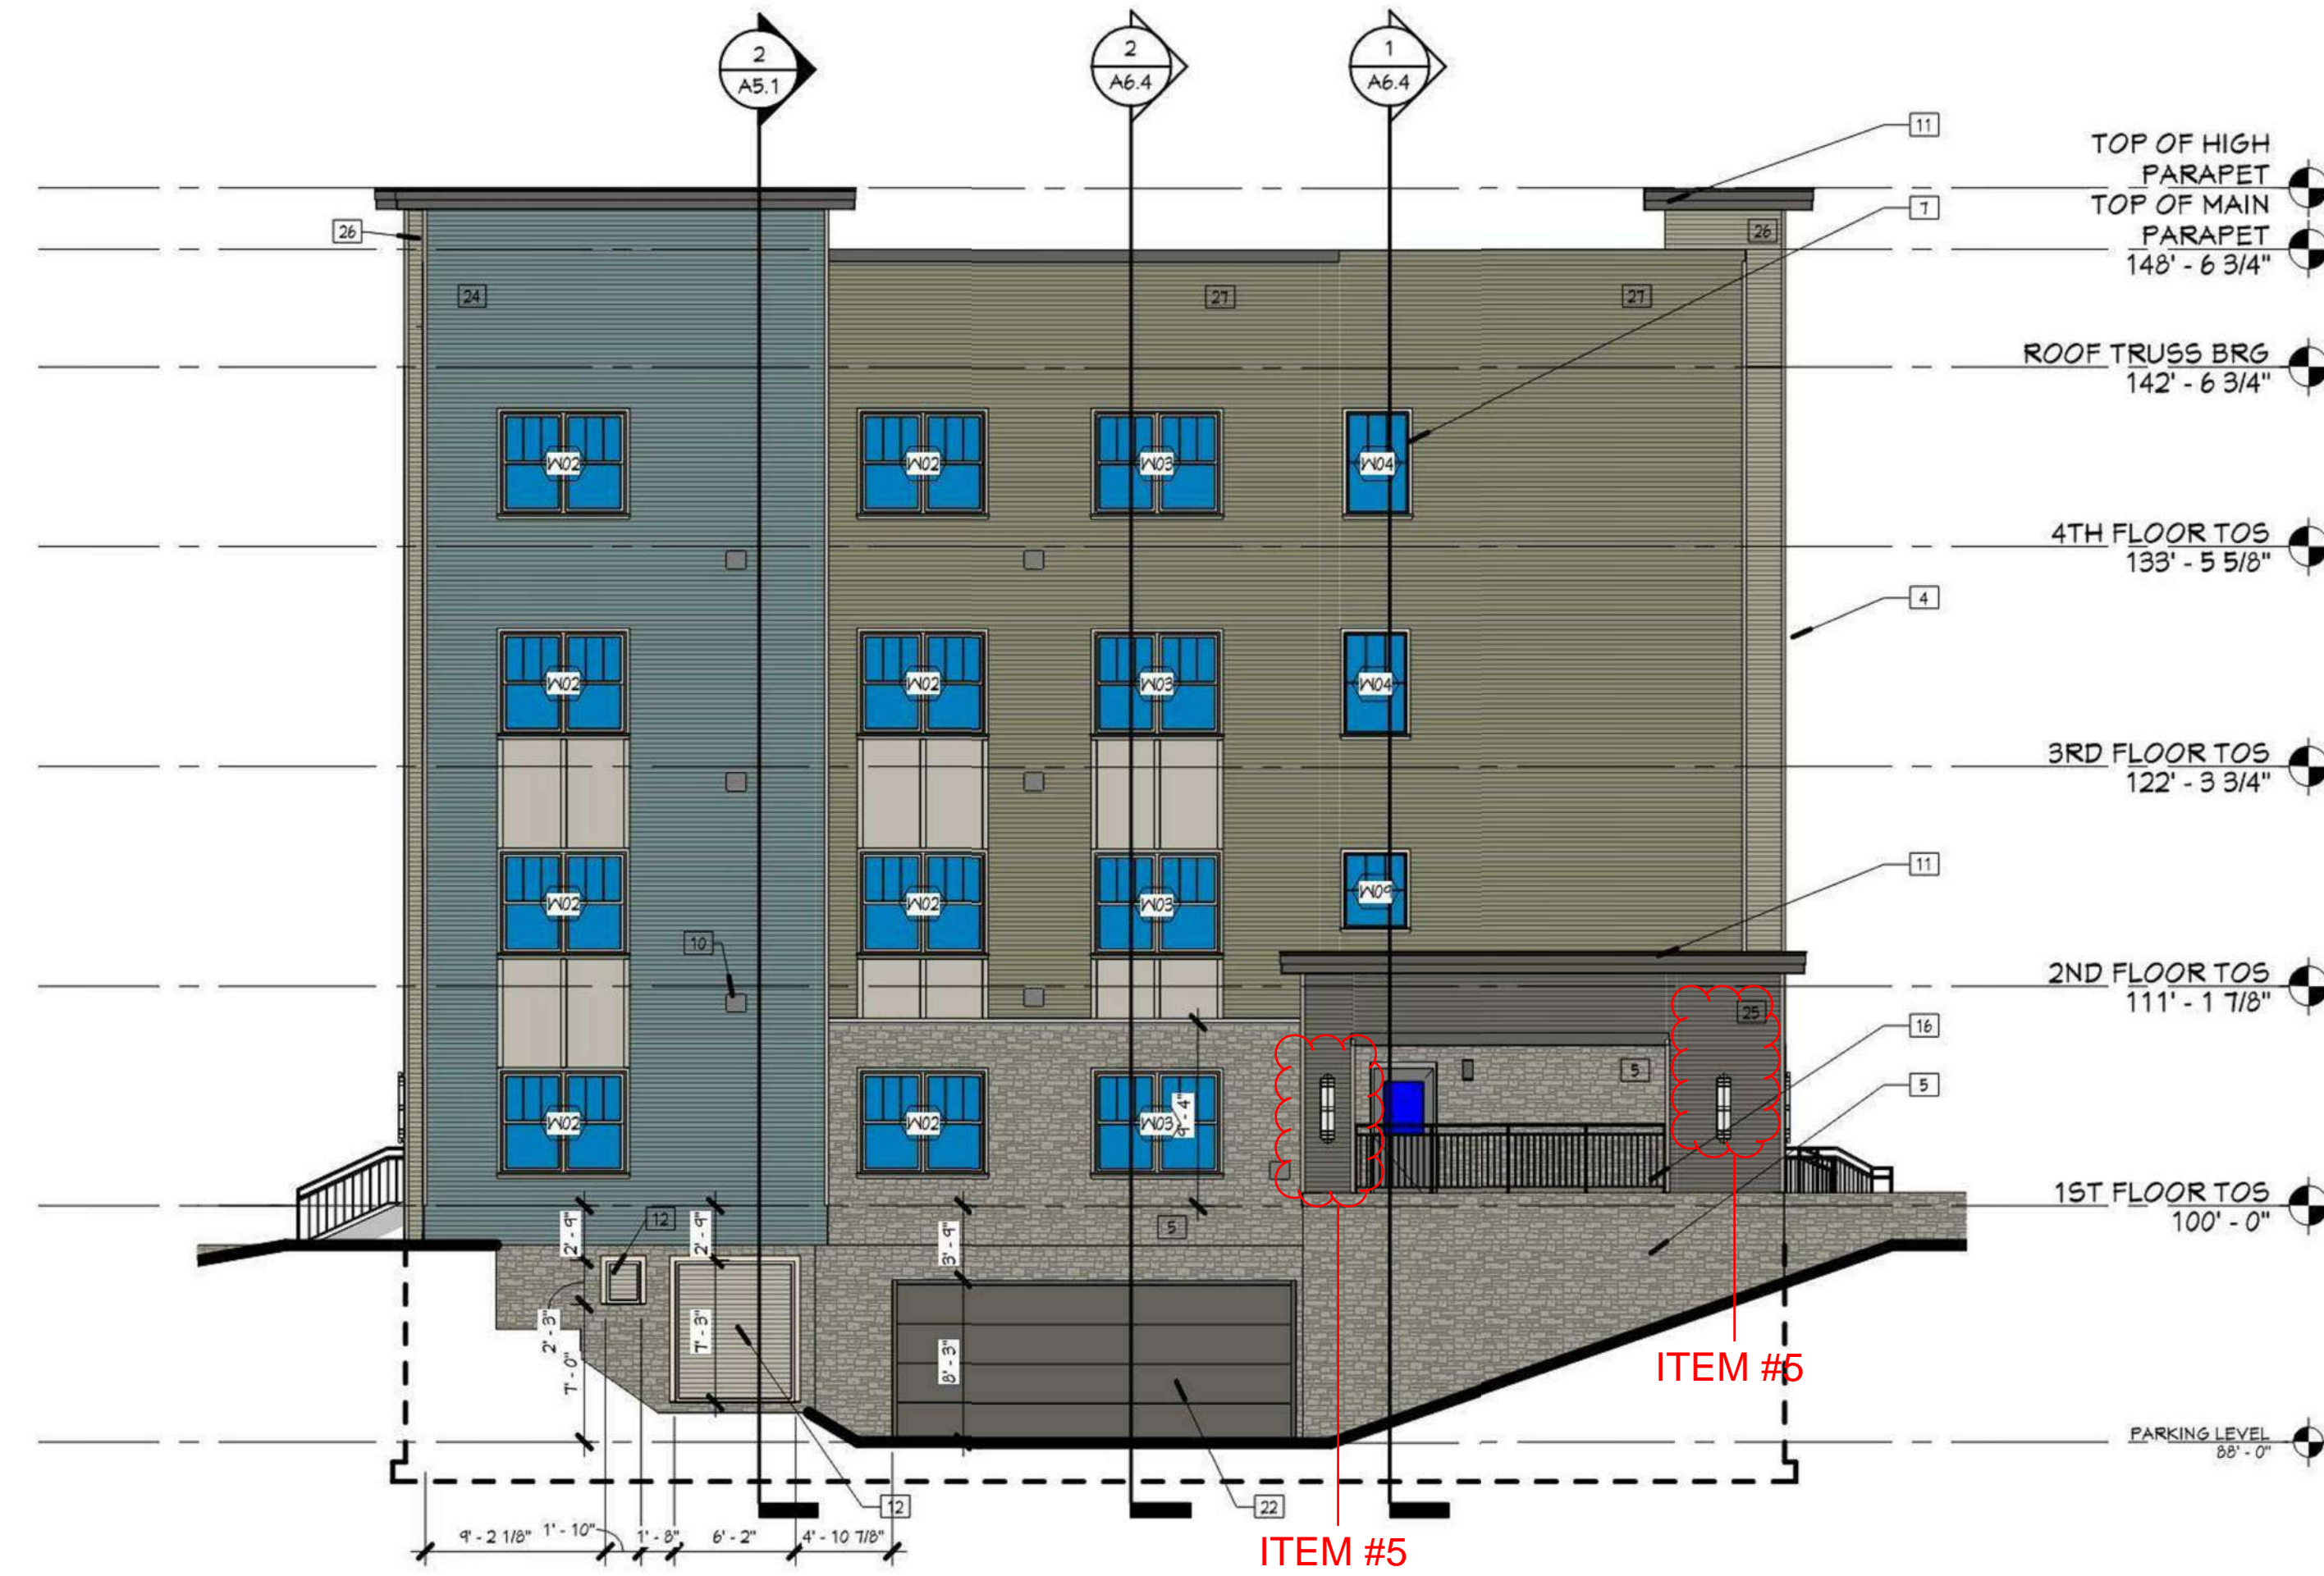 2
A5.1
2
A6.4
1
A6.4
11
TOP OF HIGH
PARAPET
7
TOP OF MAIN
PARAPET
148' - 6 3/4"
26
26
24
27
27
ROOF TRUSS BRG
142' - 6 3/4"
W02
W02
W03
W04
4TH FLOOR TOS
133' - 5 5/8"
4
W02
W02
W03
W04
3RD FLOOR TOS
122' - 3 3/4"
11
W02
W02
W03
W09
10
2ND FLOOR TOS
111' - 1 7/8"
25
16
5
5
W02
W02
W03
9' - 4"
1ST FLOOR TOS
100' - 0"
2' - 9"
12
2' - 9"
3' - 9"
5
2' - 3"
7' - 0"
7' - 3"
8' - 3"
ITEM #5
PARKING LEVEL
88' - 0"
12
22
9' - 2 1/8"
1' - 10"
1' - 8"
6' - 2"
4' - 10 7/8"
ITEM #5